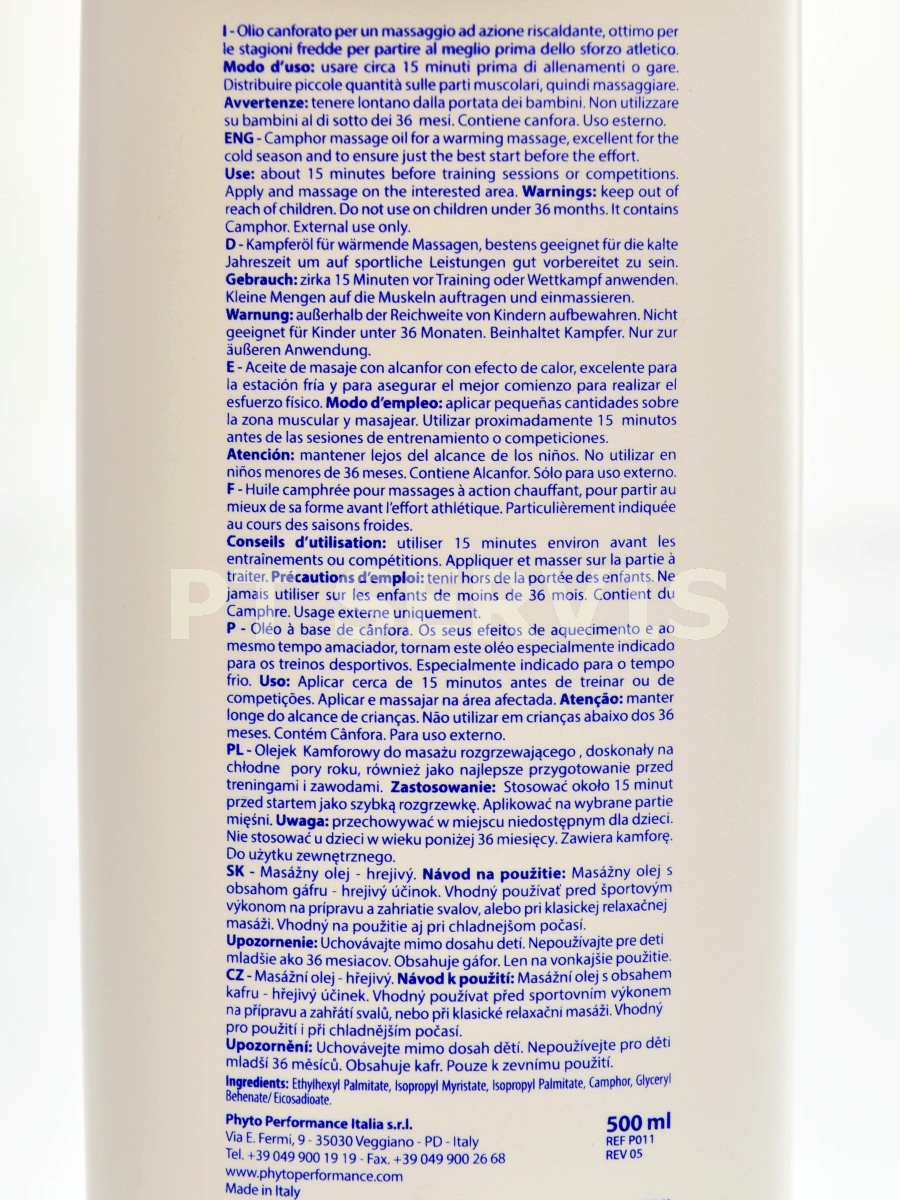 I - Olio canforato per un massaggio ad azione riscaldante, ottimo per
le stagioni fredde per partire al meglio prima dello sforzo atletico.
Modo d'uso: usare circa 15 minuti prima di allenamenti o gare.
Distribuire piccole quantità sulle parti muscolari, quindi massaggiare.
Avvertenze: tenere lontano dalla portata dei bambini. Non utilizzare
su bambini al di sotto dei 36 mesi. Contiene canfora. Uso esterno.
ENG - Camphor massage oil for a warming massage, excellent for the
cold season and to ensure just the best start before the effort.
Use: about 15 minutes before training sessions or competitions.
Apply and massage on the interested area. Warnings: keep out of
reach of children. Do not use on children under 36 months. It contains
Camphor. External use only.
D - Kampferöl für wärmende Massagen, bestens geeignet für die kalte
Jahreszeit um auf sportliche Leistungen gut vorbereitet zu sein.
Gebrauch: zirka 15 Minuten vor Training oder Wettkampf anwenden.
Kleine Mengen auf die Muskeln auftragen und einmassieren.
Warnung: außerhalb der Reichweite von Kindern aufbewahren. Nicht
geeignet für Kinder unter 36 Monaten. Beinhaltet Kampfer. Nur zur
äußeren Anwendung.
E - Aceite de masaje con alcanfor con efecto de calor, excelente para
la estación fría y para asegurar el mejor comienzo para realizar el
esfuerzo físico. Modo d'empleo: aplicar pequeñas cantidades sobre
la zona muscular y masajear. Utilizar proximadamente 15 minutos
antes de las sesiones de entrenamiento o competiciones.
Atención: mantener lejos del alcance de los niños. No utilizar en
niños menores de 36 meses. Contiene Alcanfor. Sólo para uso externo.
F - Huile camphrée pour massages à action chauffant, pour partir au
mieux de sa forme avant l'effort athlétique. Particulièrement indiquée
au cours des saisons froides.
Conseils d'utilisation: utiliser 15 minutes environ avant les
entraînements ou compétitions. Appliquer et masser sur la partie à
traiter. Précautions d'emploi: tenir hors de la portée des enfants. Ne
jamais utiliser sur les enfants de moins de 36 mois. Contient du
Camphre. Usage externe uniquement.
P - Oléo à base de cânfora. Os seus efeitos de aquecimento e ao
mesmo tempo amaciador, tornam este oléo especialmente indicado
para os treinos desportivos. Especialmente indicado para o tempo
frio. Uso: Aplicar cerca de 15 minutos antes de treinar ou de
competições. Aplicar e massajar na área afectada. Atenção: manter
longe do alcance de crianças. Não utilizar em crianças abaixo dos 36
meses. Contém Cânfora. Para uso externo.
PL - Olejek Kamforowy do masażu rozgrzewającego , doskonały na
chłodne pory roku, również jako najlepsze przygotowanie przed
treningami i zawodami. Zastosowanie: Stosować około 15 minut
przed startem jako szybką rozgrzewkę. Aplikować na wybrane partie
mięśni. Uwaga: przechowywać w miejscu niedostępnym dla dzieci.
Nie stosować u dzieci w wieku poniżej 36 miesięcy. Zawiera kamforę.
Do użytku zewnętrznego.
SK - Masážny olej - hrejivý. Návod na použitie: Masážny olej s
obsahom gáfru - hrejivý účinok. Vhodný používať pred športovým
výkonom na prípravu a zahriatie svalov, alebo pri klasickej relaxačnej
masáži. Vhodný na použitie aj pri chladnejšom počasí.
Upozornenie: Uchovávajte mimo dosahu detí. Nepoužívajte pre deti
mladšie ako 36 mesiacov. Obsahuje gáfor. Len na vonkajšie použitie.
CZ - Masážní olej - hřejivý. Návod k použití: Masážní olej s obsahem
kafru - hřejivý účinek. Vhodný používat před sportovním výkonem
na přípravu a zahřátí svalů, nebo při klasické relaxační masáži. Vhodný
pro použití i při chladnějším počasí.
Upozornění: Uchovávejte mimo dosah dětí. Nepoužívejte pro děti
mladší 36 měsíců. Obsahuje kafr. Pouze k zevnímu použití.
Ingredients: Ethylhexyl Palmitate, Isopropyl Myristate, Isopropyl Palmitate, Camphor, Glyceryl
Behenate/ Eicosadioate.
Phyto Performance Italia s.r.l.
Via E. Fermi, 9 - 35030 Veggiano - PD - Italy
Tel. +39 049 900 19 19 - Fax. +39 049 900 26 68
www.phytoperformance.com
Made in Italy
500 ml
REF P011
REV 05